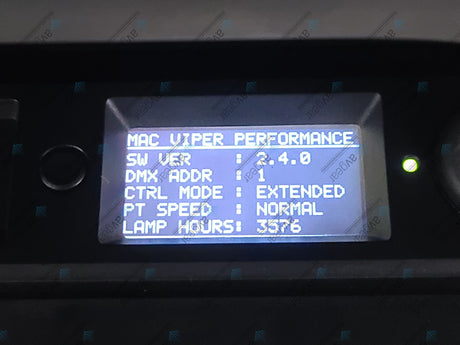 MAC VIPER PERFORMANCE
SW VER : 2.4.0
DMX ADDR : 1
CTRL MODE : EXTENDED
PT SPEED : NORMAL
LAMP HOURS: 3576
avgear